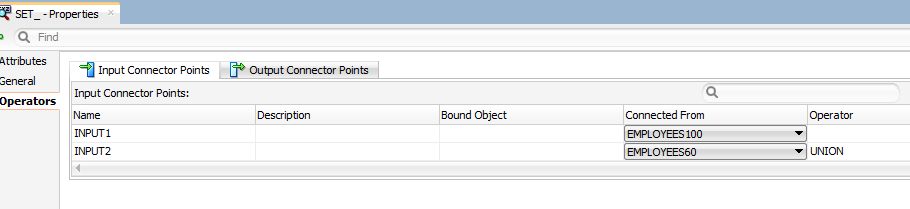 SET_ - Properties
Find
Attributes
General
Operators
Input Connector Points Output Connector Points
Input Connector Points:
Name Description Bound Object Connected From Operator
INPUT1 EMPLOYEES100
INPUT2 EMPLOYEES60 UNION